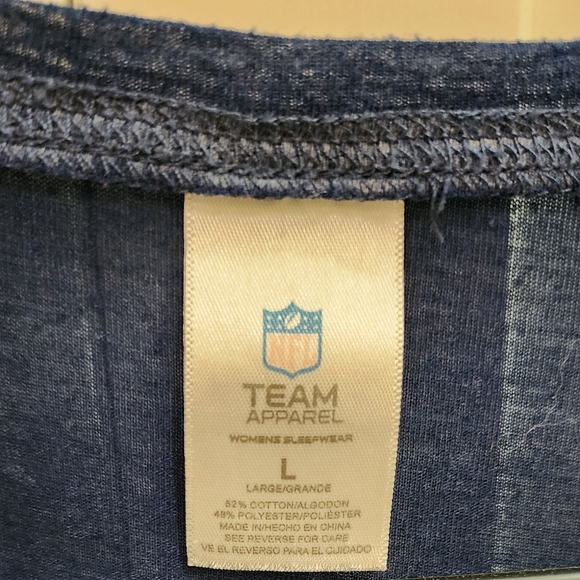 NFL
TEAM
APPAREL
WOMENS SLEEPWEAR
L
LARGE/GRANDE
52% COTTON/ALGODON
48% POLYESTER/POLIÉSTER
MADE IN/HECHO EN CHINA
SEE REVERSE FOR CARE
VE EL REVERSO PARA EL CUIDADO